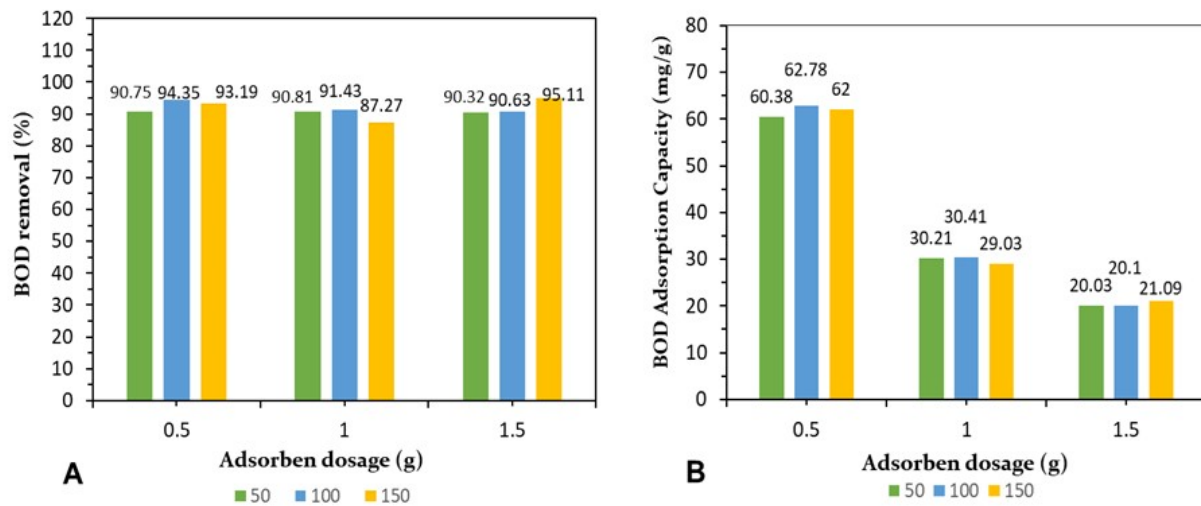 120
110
100
90
80
70
60
50
40
30
20
10
0
BOD removal (%)
90.75 94.35 93.19
90.81 91.43 87.27
90.32 90.63 95.11
0.5 1 1.5
Adsorben dosage (g)
A
50 100 150
80
70
60
50
40
30
20
10
0
BOD Adsorption Capacity (mg/g)
60.38 62.78 62
30.21 30.41 29.03
20.03 20.1 21.09
0.5 1 1.5
Adsorben dosage (g)
B
50 100 150